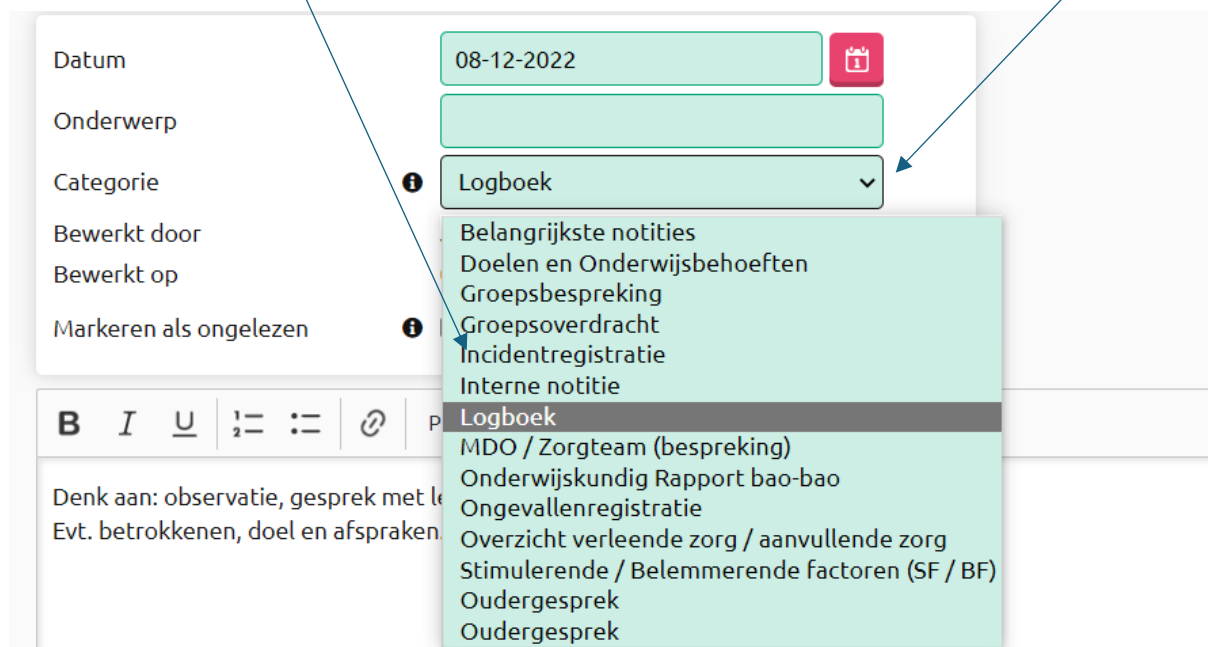 Datum
08-12-2022
Onderwerp
Categorie
Logboek
Bewerkt door
Bewerkt op
Markeren als ongelezen
Belangrijkste notities
Doelen en Onderwijsbehoeften
Groepsbespreking
Groepsoverdracht
Incidentregistratie
Interne notitie
Logboek
MDO / Zorgteam (bespreking)
Onderwijskundig Rapport bao-bao
Ongevallenregistratie
Overzicht verleende zorg / aanvullende zorg
Stimulerende / Belemmerende factoren (SF / BF)
Oudergesprek
Oudergesprek
B I U
Denk aan: observatie, gesprek met
Evt. betrokkenen, doel en afspraken.